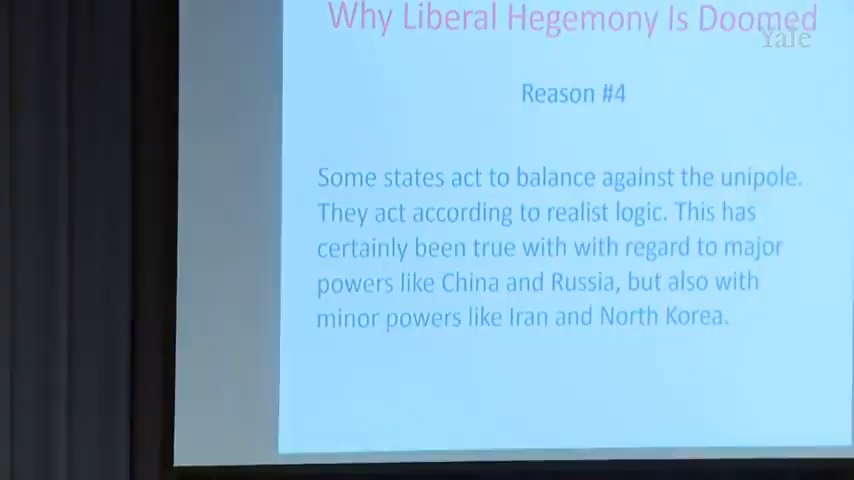 Why Liberal Hegemony Is Doomed
Yale
Reason #4
Some states act to balance against the unipole.
They act according to realist logic. This has
certainly been true with with regard to major
powers like China and Russia, but also with
minor powers like Iran and North Korea.